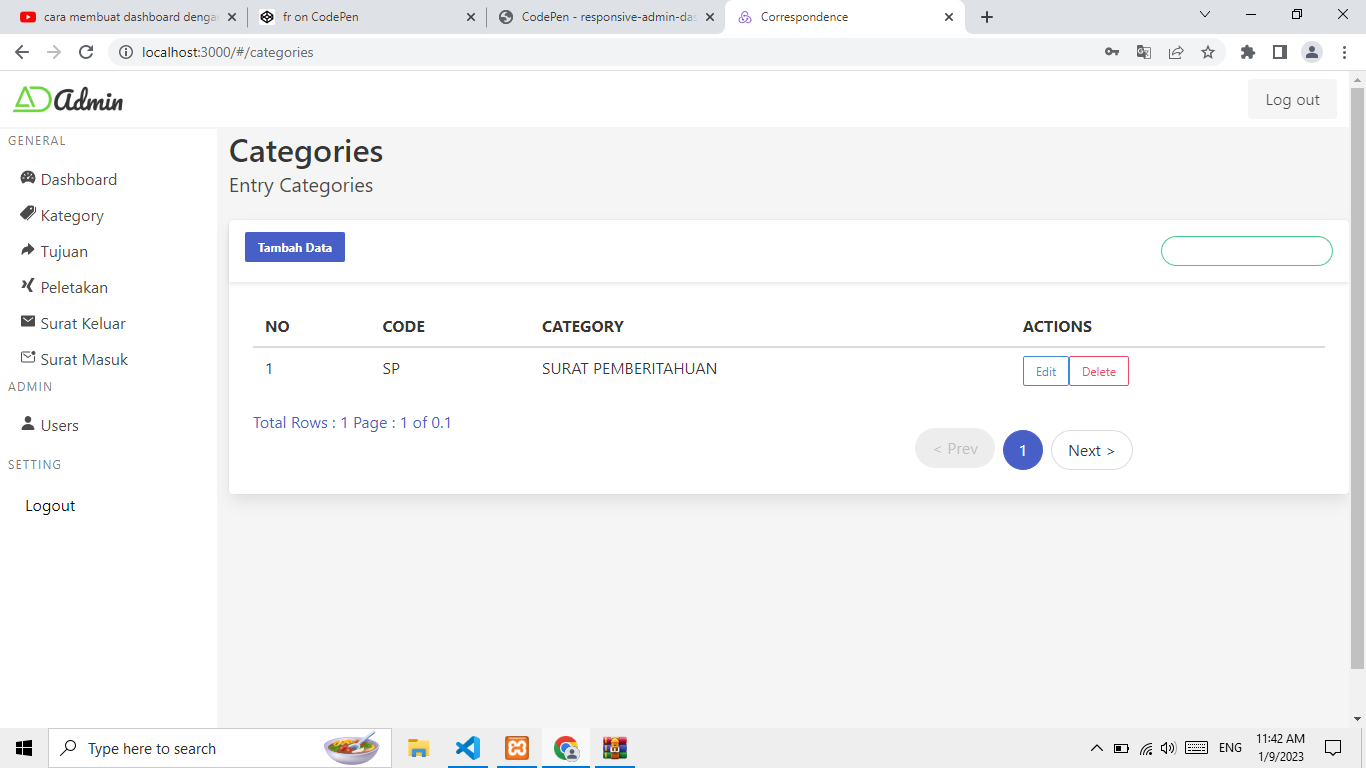 cara membuat dashboard denga
fr on CodePen
CodePen - responsive-admin-das
Correspondence
localhost:3000/#/categories
Admin
Log out
GENERAL
Dashboard
Kategory
Tujuan
Peletakan
Surat Keluar
Surat Masuk
ADMIN
Users
SETTING
Logout
Categories
Entry Categories
Tambah Data
NO CODE CATEGORY ACTIONS
1 SP SURAT PEMBERITAHUAN Edit Delete
Total Rows : 1 Page : 1 of 0.1
< Prev 1 Next >
Type here to search
ENG
11:42 AM
1/9/2023